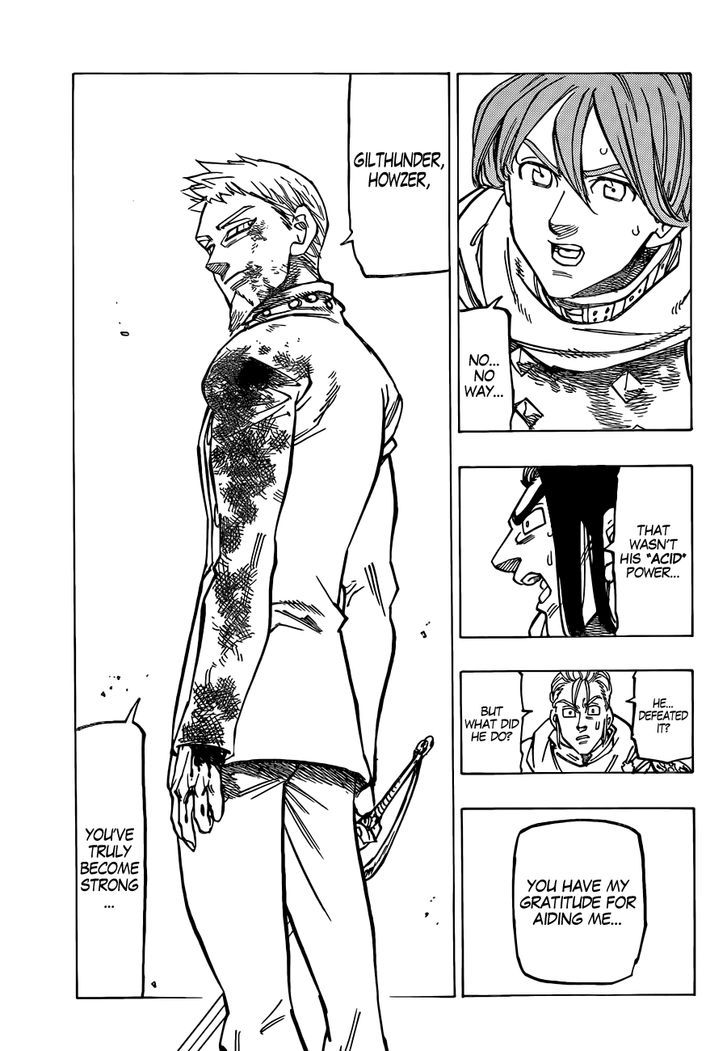 NO...
NO
WAY...
THAT
WASN'T
HIS "ACID"
POWER...
HE...
DEFEATED
IT?
BUT
WHAT DID
HE DO?
YOU HAVE MY
GRATITUDE FOR
AIDING ME...
GILTHUNDER,
HOWZER,
YOU'VE
TRULY
BECOME
STRONG
...